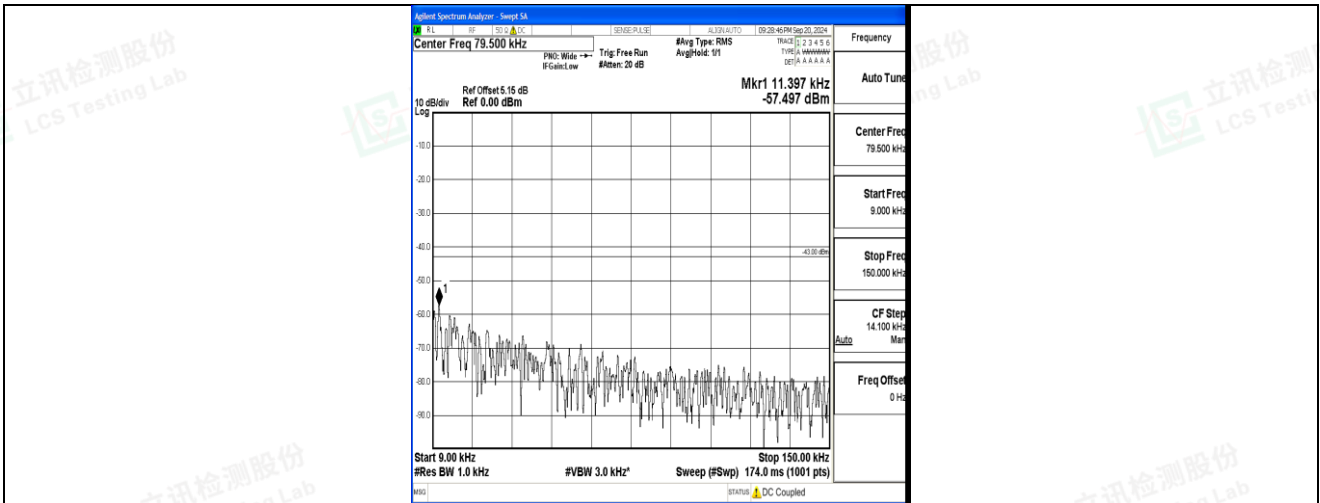 Agilent Spectrum Analyzer - Swept SA
RL RF 50 Ω DC SENSE:PULSE ALIGN AUTO 09:28:46 PM Sep 20, 2024
Center Freq 79.500 kHz
PNO: Wide
IFGain:Low
Trig: Free Run
#Atten: 20 dB
#Avg Type: RMS
Avg|Hold: 1/1
TRACE 1 2 3 4 5 6
TYPE A WWWWW
DET A A A A A A
Frequency
Auto Tune
Mkr1 11.397 kHz
-57.497 dBm
Ref Offset 5.15 dB
10 dB/div Ref 0.00 dBm
Log
-10.0
-20.0
-30.0
-40.0
-43.00 dBm
-50.0
1
-60.0
-70.0
-80.0
-90.0
Center Freq
79.500 kHz
Start Freq
9.000 kHz
Stop Freq
150.000 kHz
CF Step
14.100 kHz
Auto Man
Freq Offset
0 Hz
Start 9.00 kHz Stop 150.00 kHz
#Res BW 1.0 kHz #VBW 3.0 kHz* Sweep (#Swp) 174.0 ms (1001 pts)
MSG STATUS DC Coupled
立讯检测股份
LCS Testing Lab
立讯检测
LCS Testin
立讯检测股份
立讯检测股份